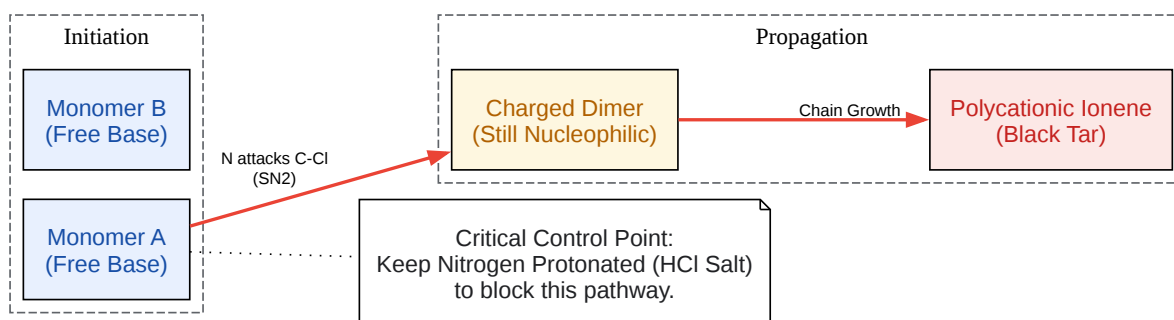 Initiation
Monomer B
(Free Base)
Monomer A
(Free Base)
N attacks C-Cl
(SN2)
Propagation
Charged Dimer
(Still Nucleophilic)
Chain Growth
Polycationic Ionene
(Black Tar)
Critical Control Point:
Keep Nitrogen Protonated (HCl Salt)
to block this pathway.